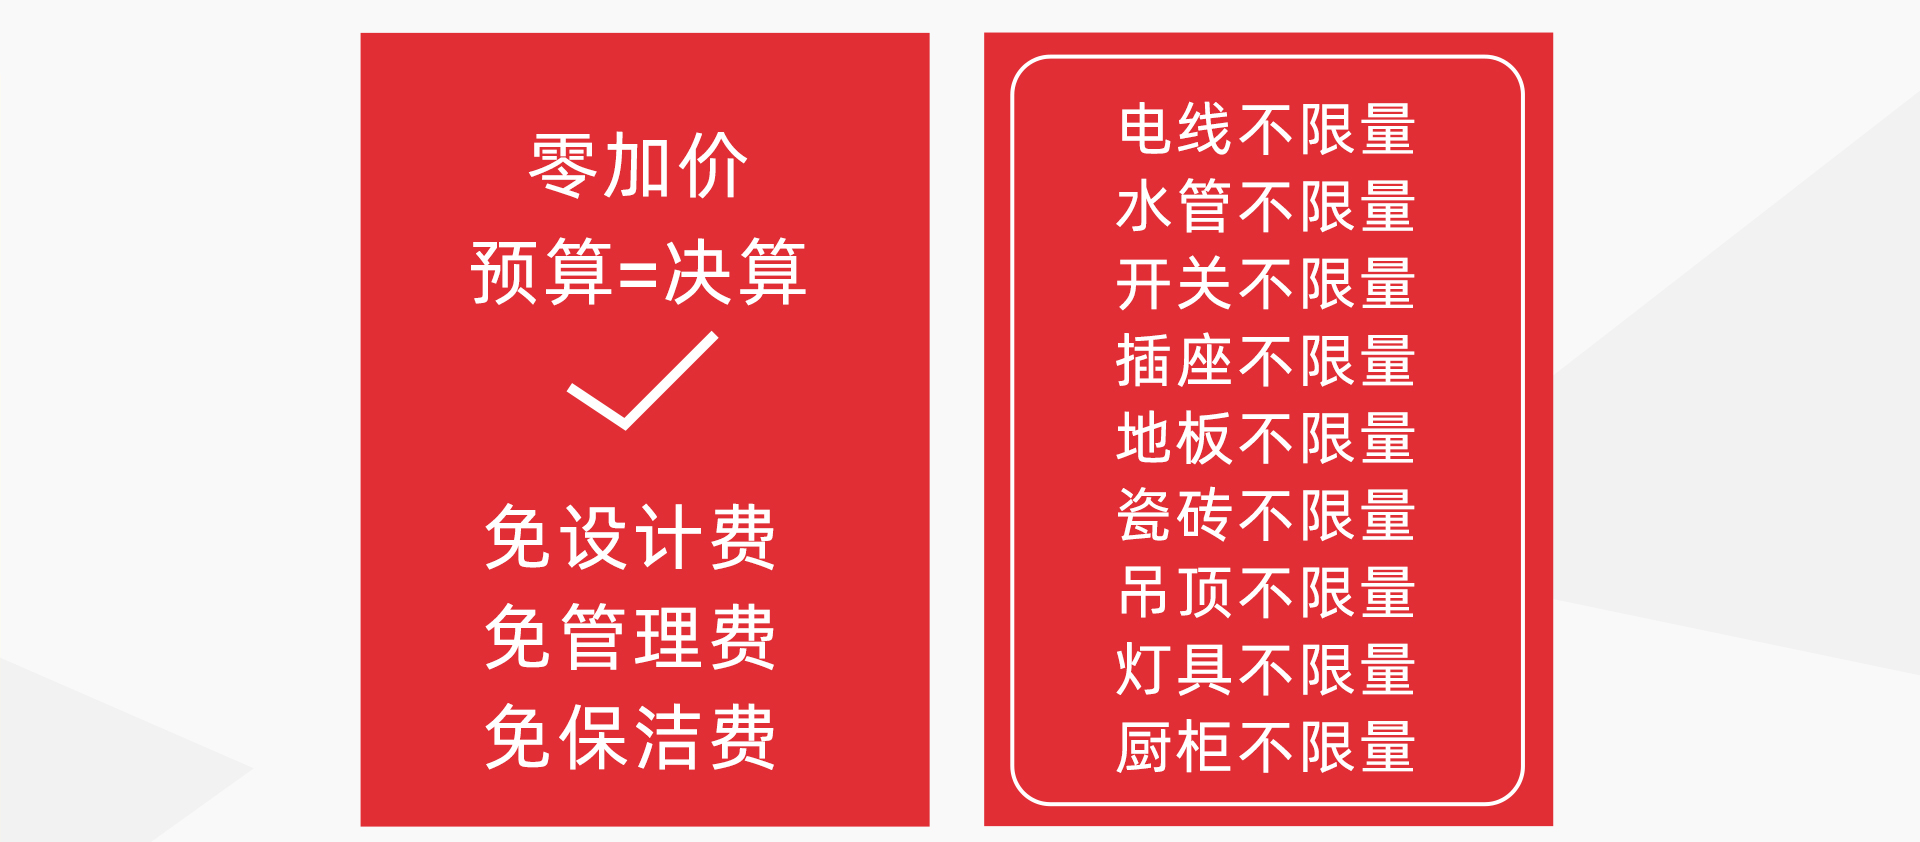 零加价
预算=决算
免设计费
免管理费
免保洁费
电线不限量
水管不限量
开关不限量
插座不限量
地板不限量
瓷砖不限量
吊顶不限量
灯具不限量
厨柜不限量